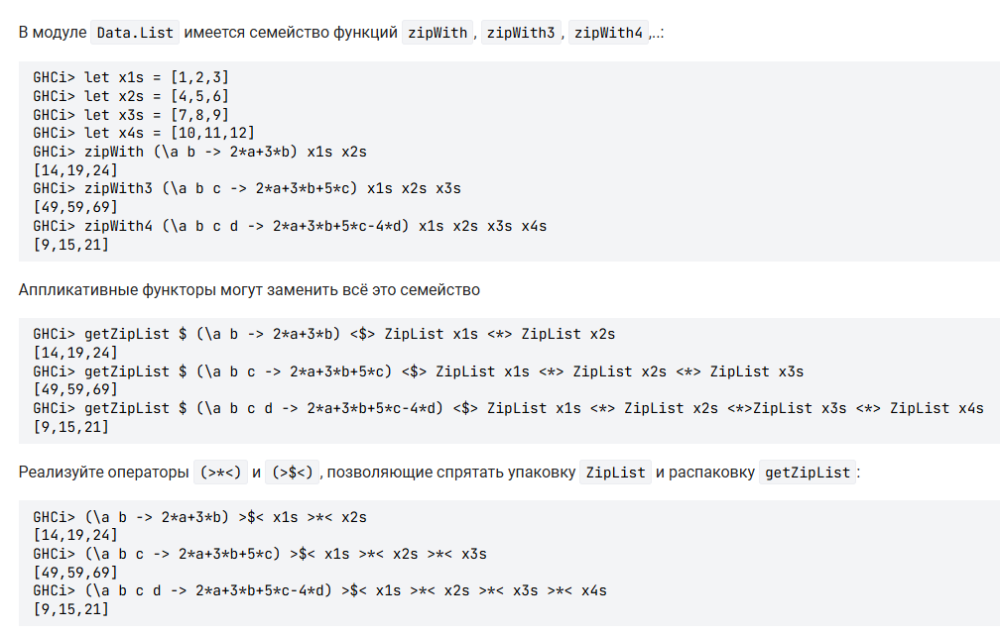 В модуле Data.List имеется семейство функций zipWith, zipWith3, zipWith4,..:
GHCi> let x1s = [1,2,3]
GHCi> let x2s = [4,5,6]
GHCi> let x3s = [7,8,9]
GHCi> let x4s = [10,11,12]
GHCi> zipWith (\a b -> 2*a+3*b) x1s x2s
[14,19,24]
GHCi> zipWith3 (\a b c -> 2*a+3*b+5*c) x1s x2s x3s
[49,59,69]
GHCi> zipWith4 (\a b c d -> 2*a+3*b+5*c-4*d) x1s x2s x3s x4s
[9,15,21]
Аппликативные функторы могут заменить всё это семейство
GHCi> getZipList $ (\a b -> 2*a+3*b) <$> ZipList x1s <*> ZipList x2s
[14,19,24]
GHCi> getZipList $ (\a b c -> 2*a+3*b+5*c) <$> ZipList x1s <*> ZipList x2s <*> ZipList x3s
[49,59,69]
GHCi> getZipList $ (\a b c d -> 2*a+3*b+5*c-4*d) <$> ZipList x1s <*> ZipList x2s <*>ZipList x3s <*> ZipList x4s
[9,15,21]
Реализуйте операторы (>*<) и (>$<), позволяющие спрятать упаковку ZipList и распаковку getZipList:
GHCi> (\a b -> 2*a+3*b) >$< x1s >*< x2s
[14,19,24]
GHCi> (\a b c -> 2*a+3*b+5*c) >$< x1s >*< x2s >*< x3s
[49,59,69]
GHCi> (\a b c d -> 2*a+3*b+5*c-4*d) >$< x1s >*< x2s >*< x3s >*< x4s
[9,15,21]